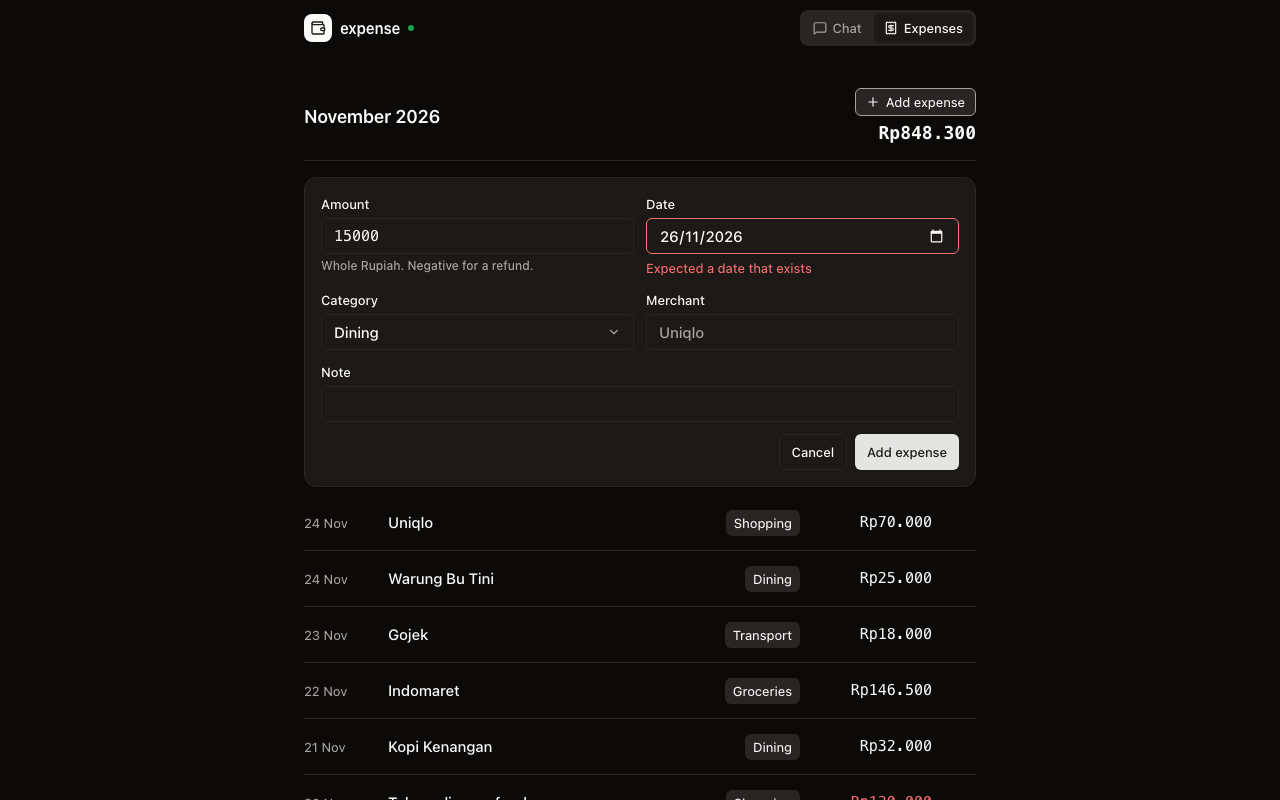 expense
Chat
Expenses
November 2026
Add expense
Rp848.300
Amount
Date
15000
26/11/2026
Whole Rupiah. Negative for a refund.
Expected a date that exists
Category
Merchant
Dining
Uniqlo
Note
Cancel
Add expense
24 Nov Uniqlo Shopping Rp70.000
24 Nov Warung Bu Tini Dining Rp25.000
23 Nov Gojek Transport Rp18.000
22 Nov Indomaret Groceries Rp146.500
21 Nov Kopi Kenangan Dining Rp32.000